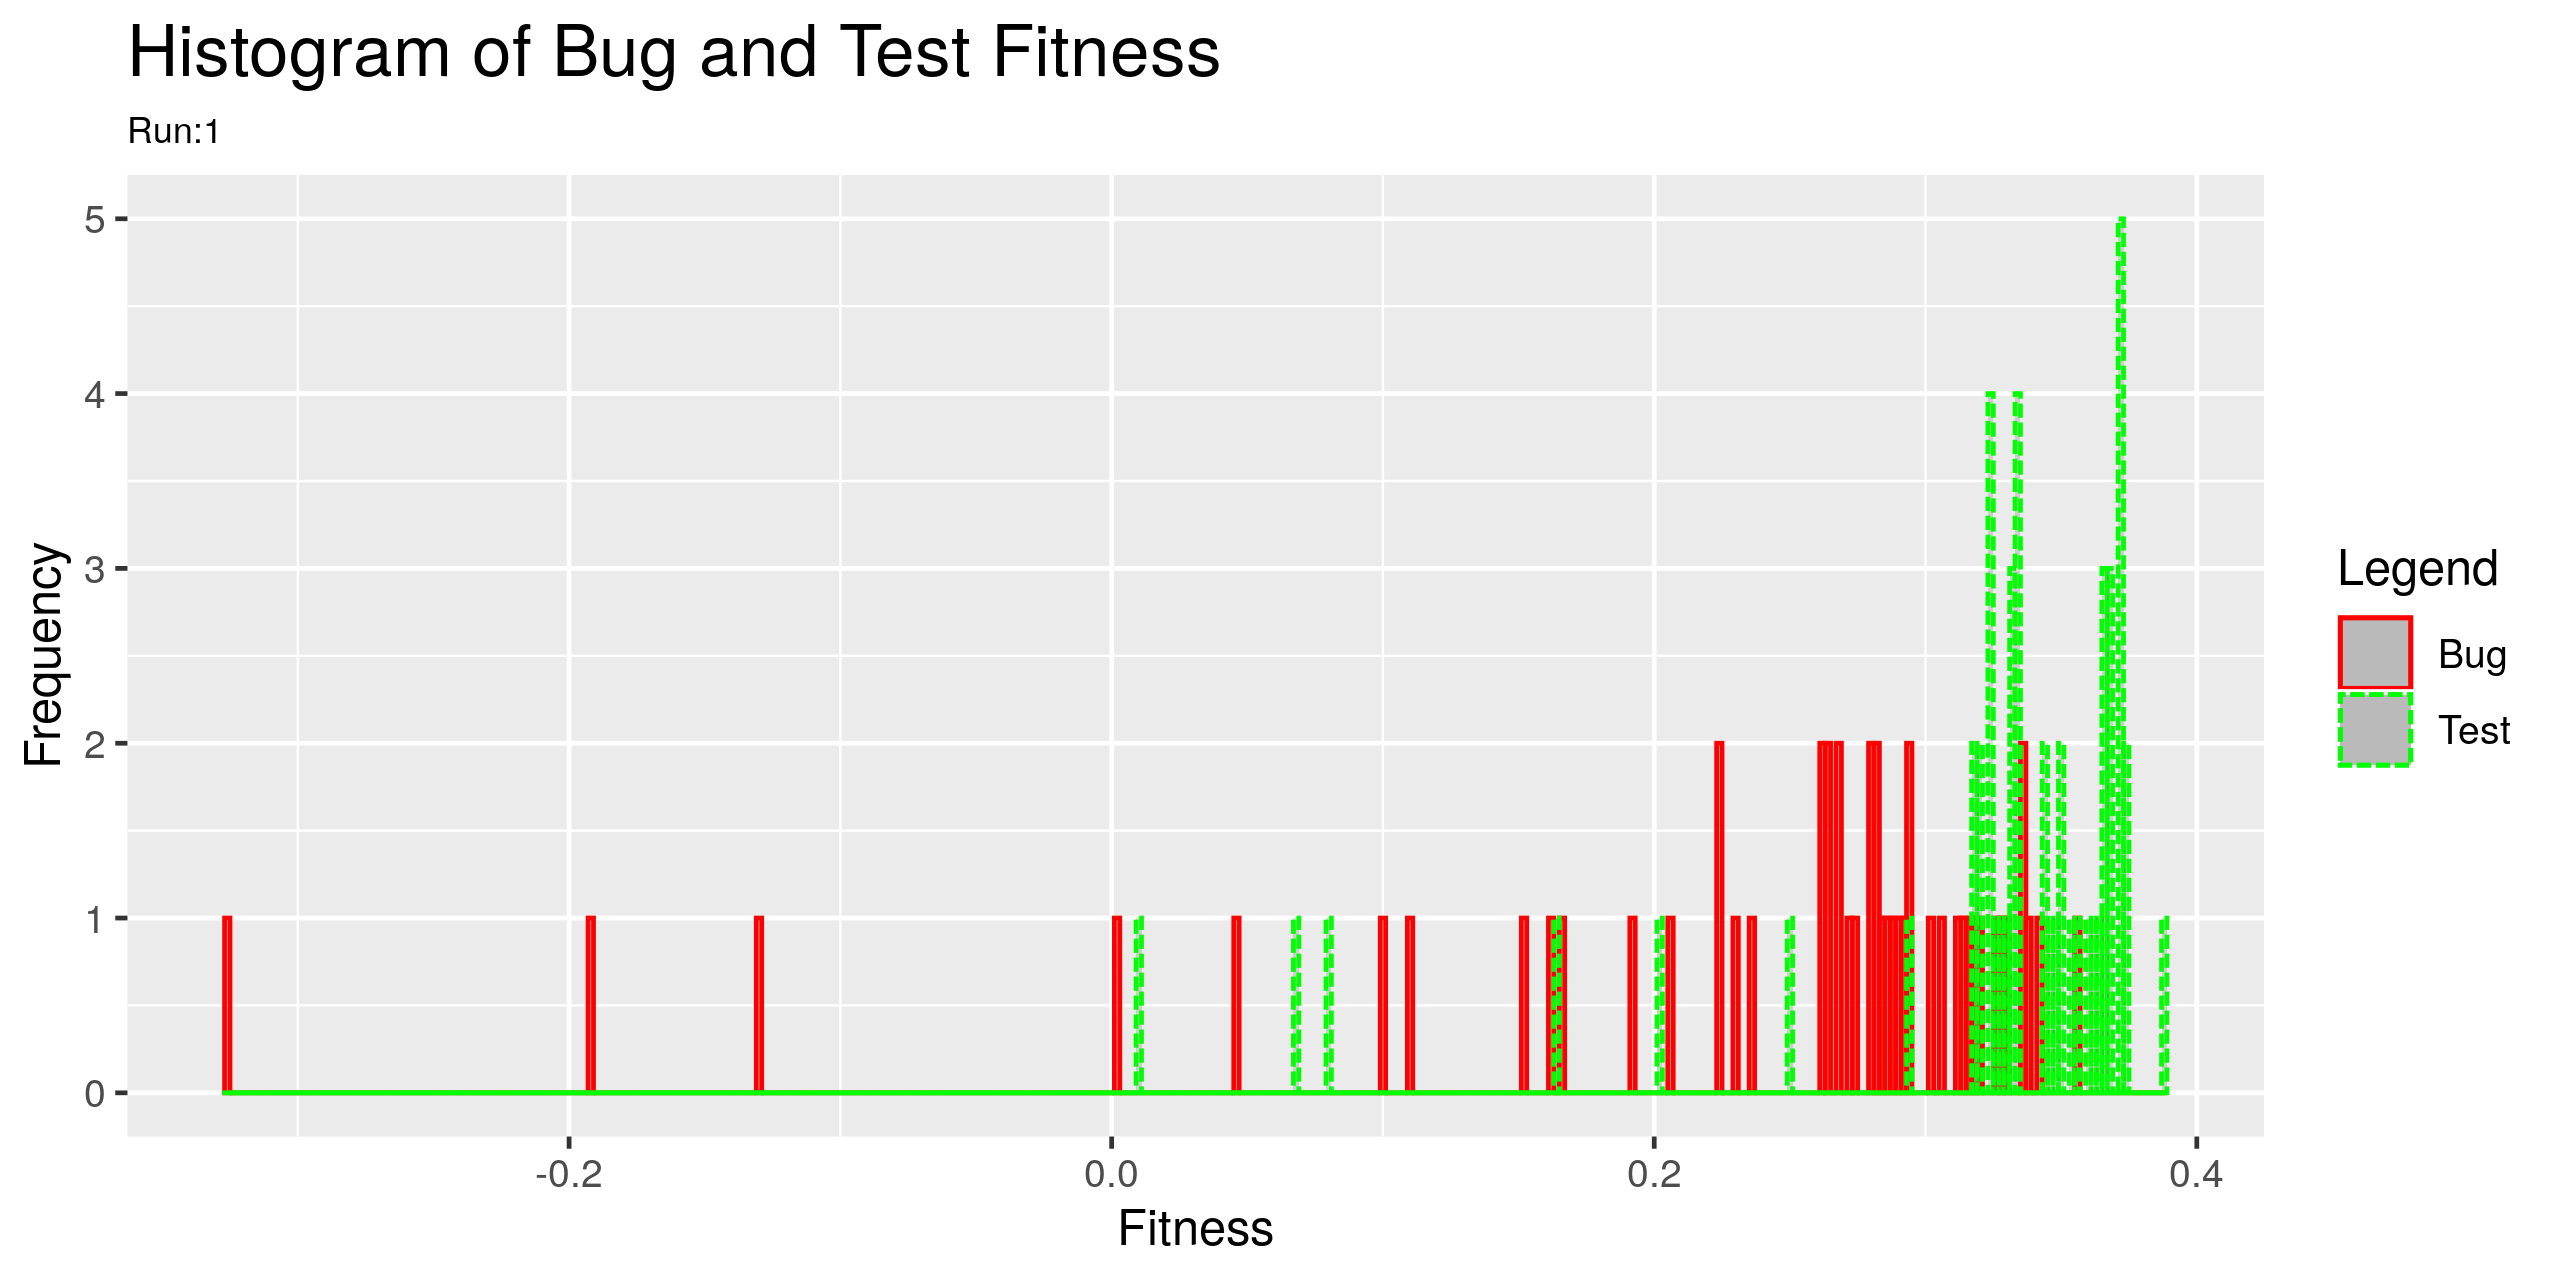 Histogram of Bug and Test Fitness
Run:1
5
4
3
2
1
0
Frequency
-0.2 0.0 0.2 0.4
Fitness
Legend
Bug
Test